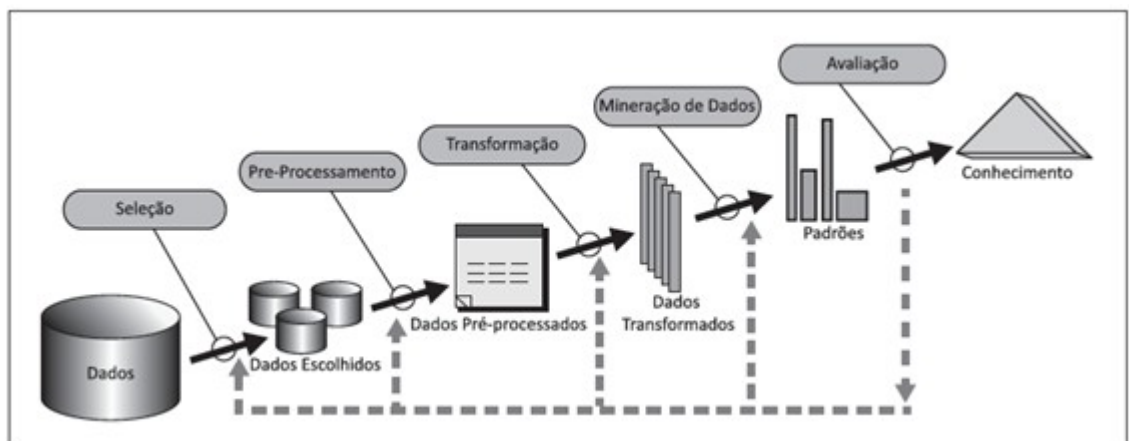 Avaliação
Mineração de Dados
Transformação
Pre-Processamento
Seleção
Conhecimento
Padrões
Dados
Transformados
Dados Pré-processados
Dados Escolhidos
Dados